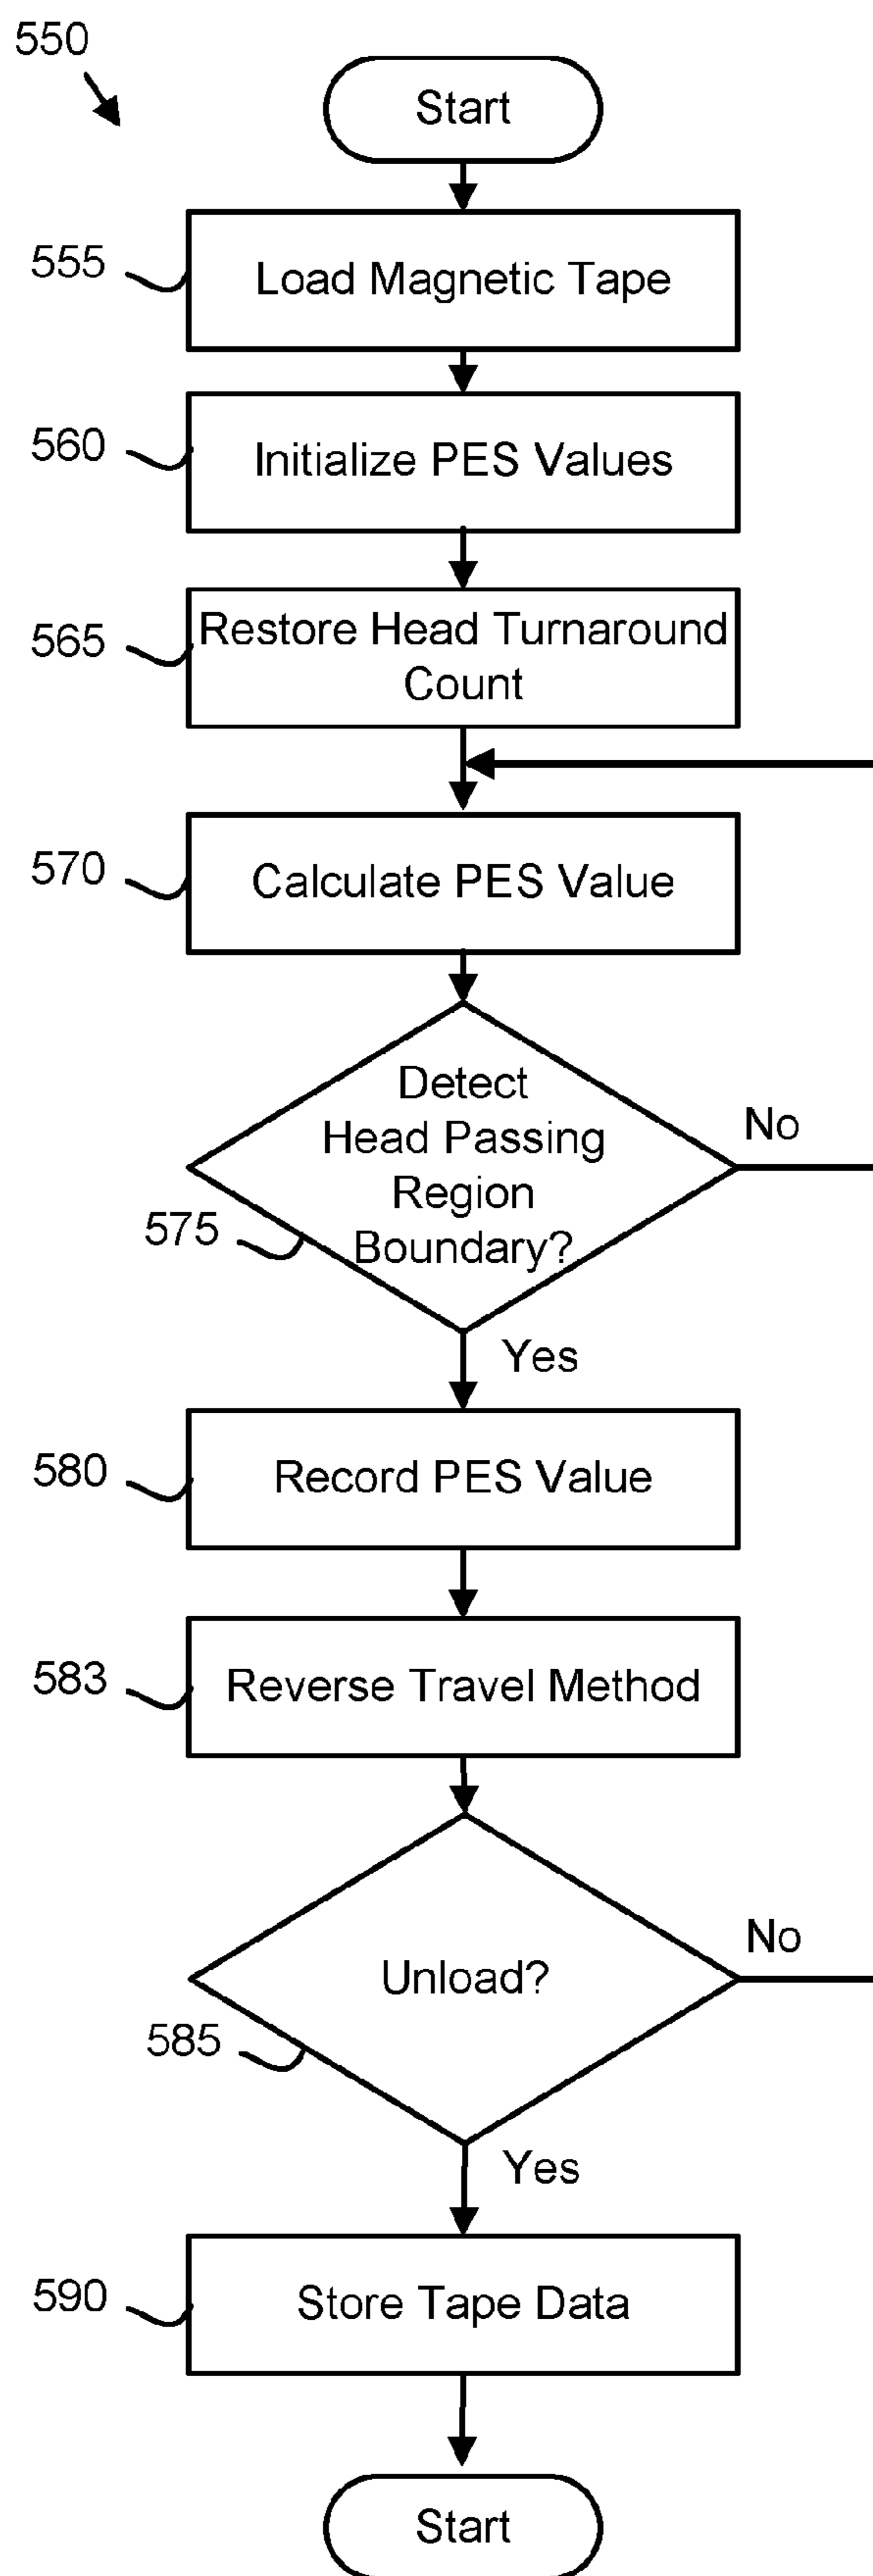 550
Start
555
Load Magnetic Tape
560
Initialize PES Values
565
Restore Head Turnaround
Count
570
Calculate PES Value
Detect
Head Passing
Region
Boundary?
No
575
Yes
580
Record PES Value
583
Reverse Travel Method
Unload?
No
585
Yes
590
Store Tape Data
Start